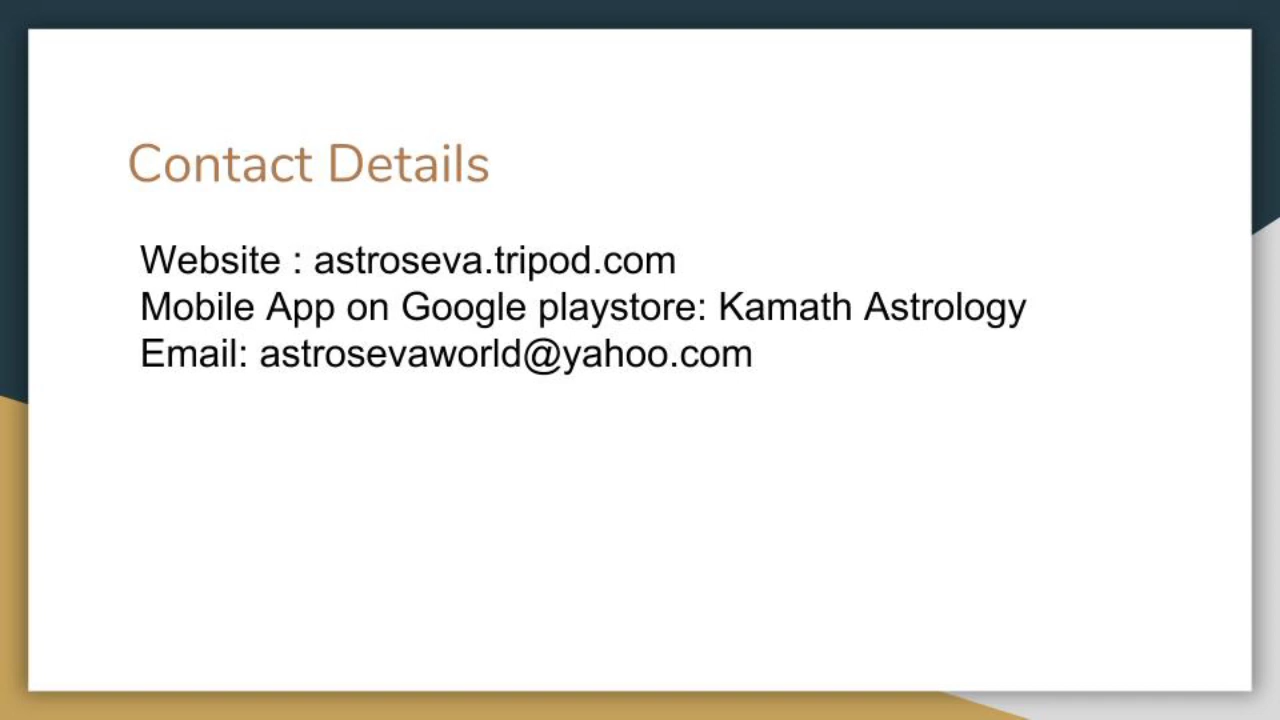 Contact Details
Website : astroseva.tripod.com
Mobile App on Google playstore: Kamath Astrology
Email: astrosevaworld@yahoo.com